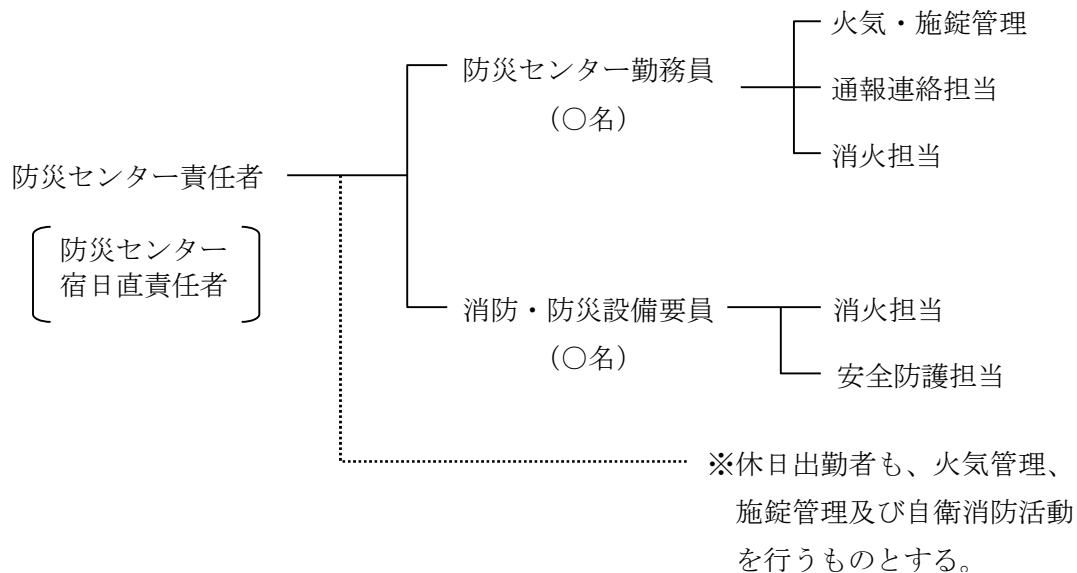 火気・施錠管理
防災センター勤務員
(○名)
通報連絡担当
消火担当
防災センター責任者
防災センター
宿日直責任者
消防・防災設備要員
(○名)
消火担当
安全防護担当
※休日出勤者も、火気管理、
施錠管理及び自衛消防活動
を行うものとする。